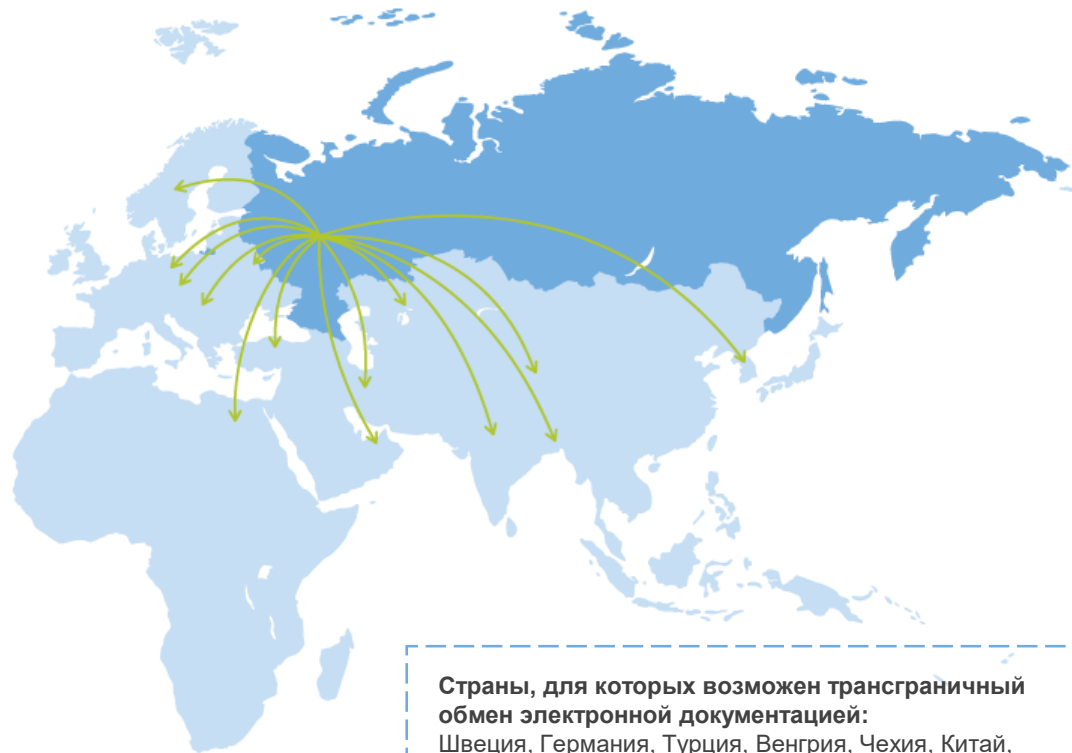 Страны, для которых возможен трансграничный
обмен электронной документацией:
Швеция, Германия, Турция, Венгрия, Чехия, Китай,